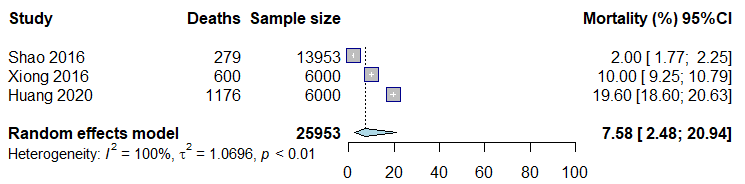 Study Deaths Sample size Mortality (%) 95%CI
Shao 2016 279 13953 2.00 [ 1.77; 2.25]
Xiong 2016 600 6000 10.00 [ 9.25; 10.79]
Huang 2020 1176 6000 19.60 [18.60; 20.63]
Random effects model 25953 7.58 [ 2.48; 20.94]
Heterogeneity: I² = 100%, τ² = 1.0696, p < 0.01
0 20 40 60 80 100